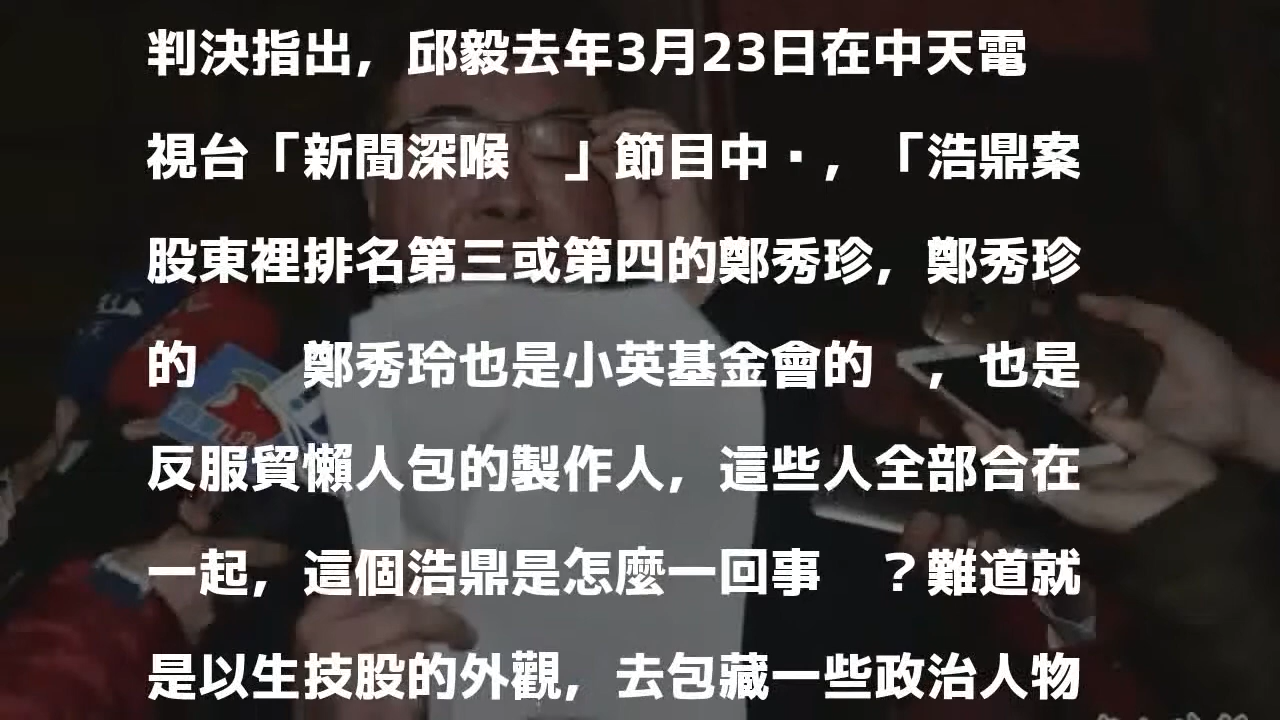 判決指出，邱毅去年3月23日在中天電
視台「新聞深喉　」節目中·，「浩鼎案
股東裡排名第三或第四的鄭秀珍，鄭秀珍
的　　鄭秀玲也是小英基金會的　，也是
反服貿懶人包的製作人，這些人全部合在
一起，這個浩鼎是怎麼一回事　？難道就
是以生技股的外觀，去包藏一些政治人物